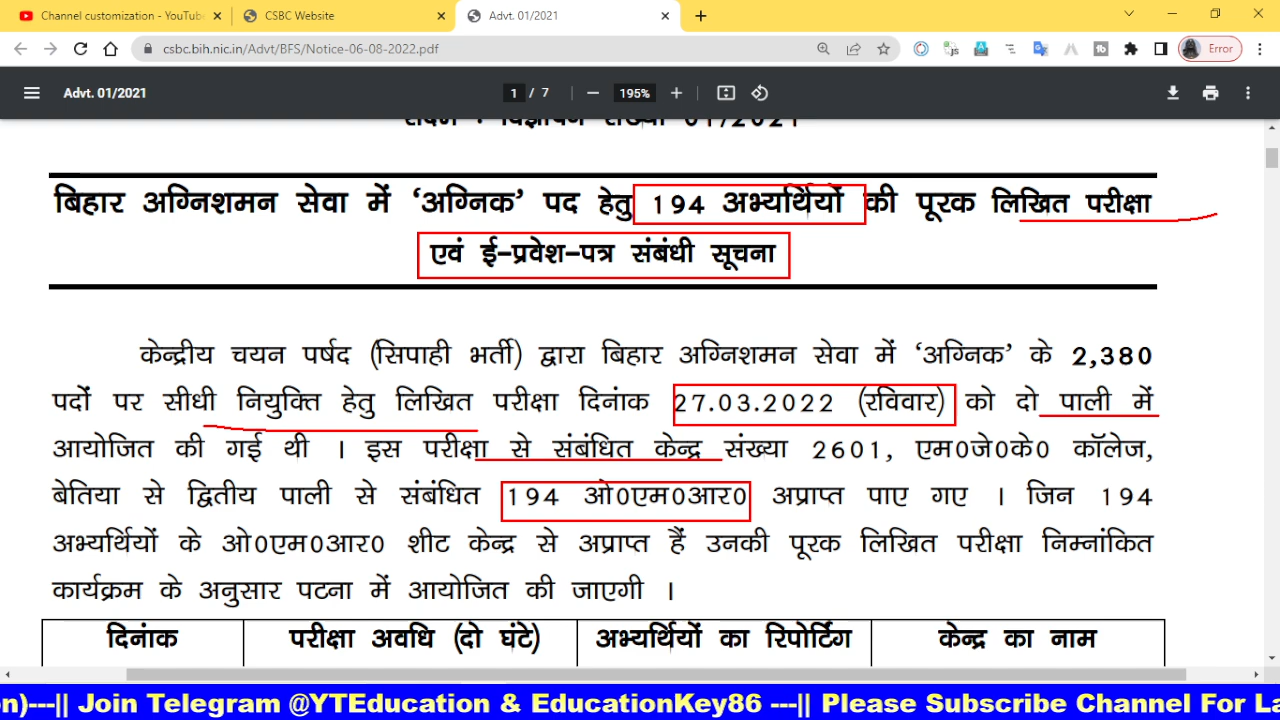 Channel customization - YouTube
CSBC Website
Advt. 01/2021
csbc.bih.nic.in/Advt/BFS/Notice-06-08-2022.pdf
Error
Advt. 01/2021
1 / 7
195%
संदर्भ : विज्ञापन संख्या 01/2021
बिहार अग्निशमन सेवा में ‘अग्निक’ पद हेतु 194 अभ्यर्थियों की पूरक लिखित परीक्षा
एवं ई-प्रवेश-पत्र संबंधी सूचना
केन्द्रीय चयन पर्षद (सिपाही भर्ती) द्वारा बिहार अग्निशमन सेवा में ‘अग्निक’ के 2,380
पदों पर सीधी नियुक्ति हेतु लिखित परीक्षा दिनांक 27.03.2022 (रविवार) को दो पाली में
आयोजित की गई थी । इस परीक्षा से संबंधित केन्द्र संख्या 2601, एम0जे0के0 कॉलेज,
बेतिया से द्वितीय पाली से संबंधित 194 ओ0एम0आर0 अप्राप्त पाए गए । जिन 194
अभ्यर्थियों के ओ0एम0आर0 शीट केन्द्र से अप्राप्त हैं उनकी पूरक लिखित परीक्षा निम्नांकित
कार्यक्रम के अनुसार पटना में आयोजित की जाएगी ।
दिनांक परीक्षा अवधि (दो घंटे) अभ्यर्थियों का रिपोर्टिंग केन्द्र का नाम
n)---|| Join Telegram @YTEducation & EducationKey86 ---|| Please Subscribe Channel For La